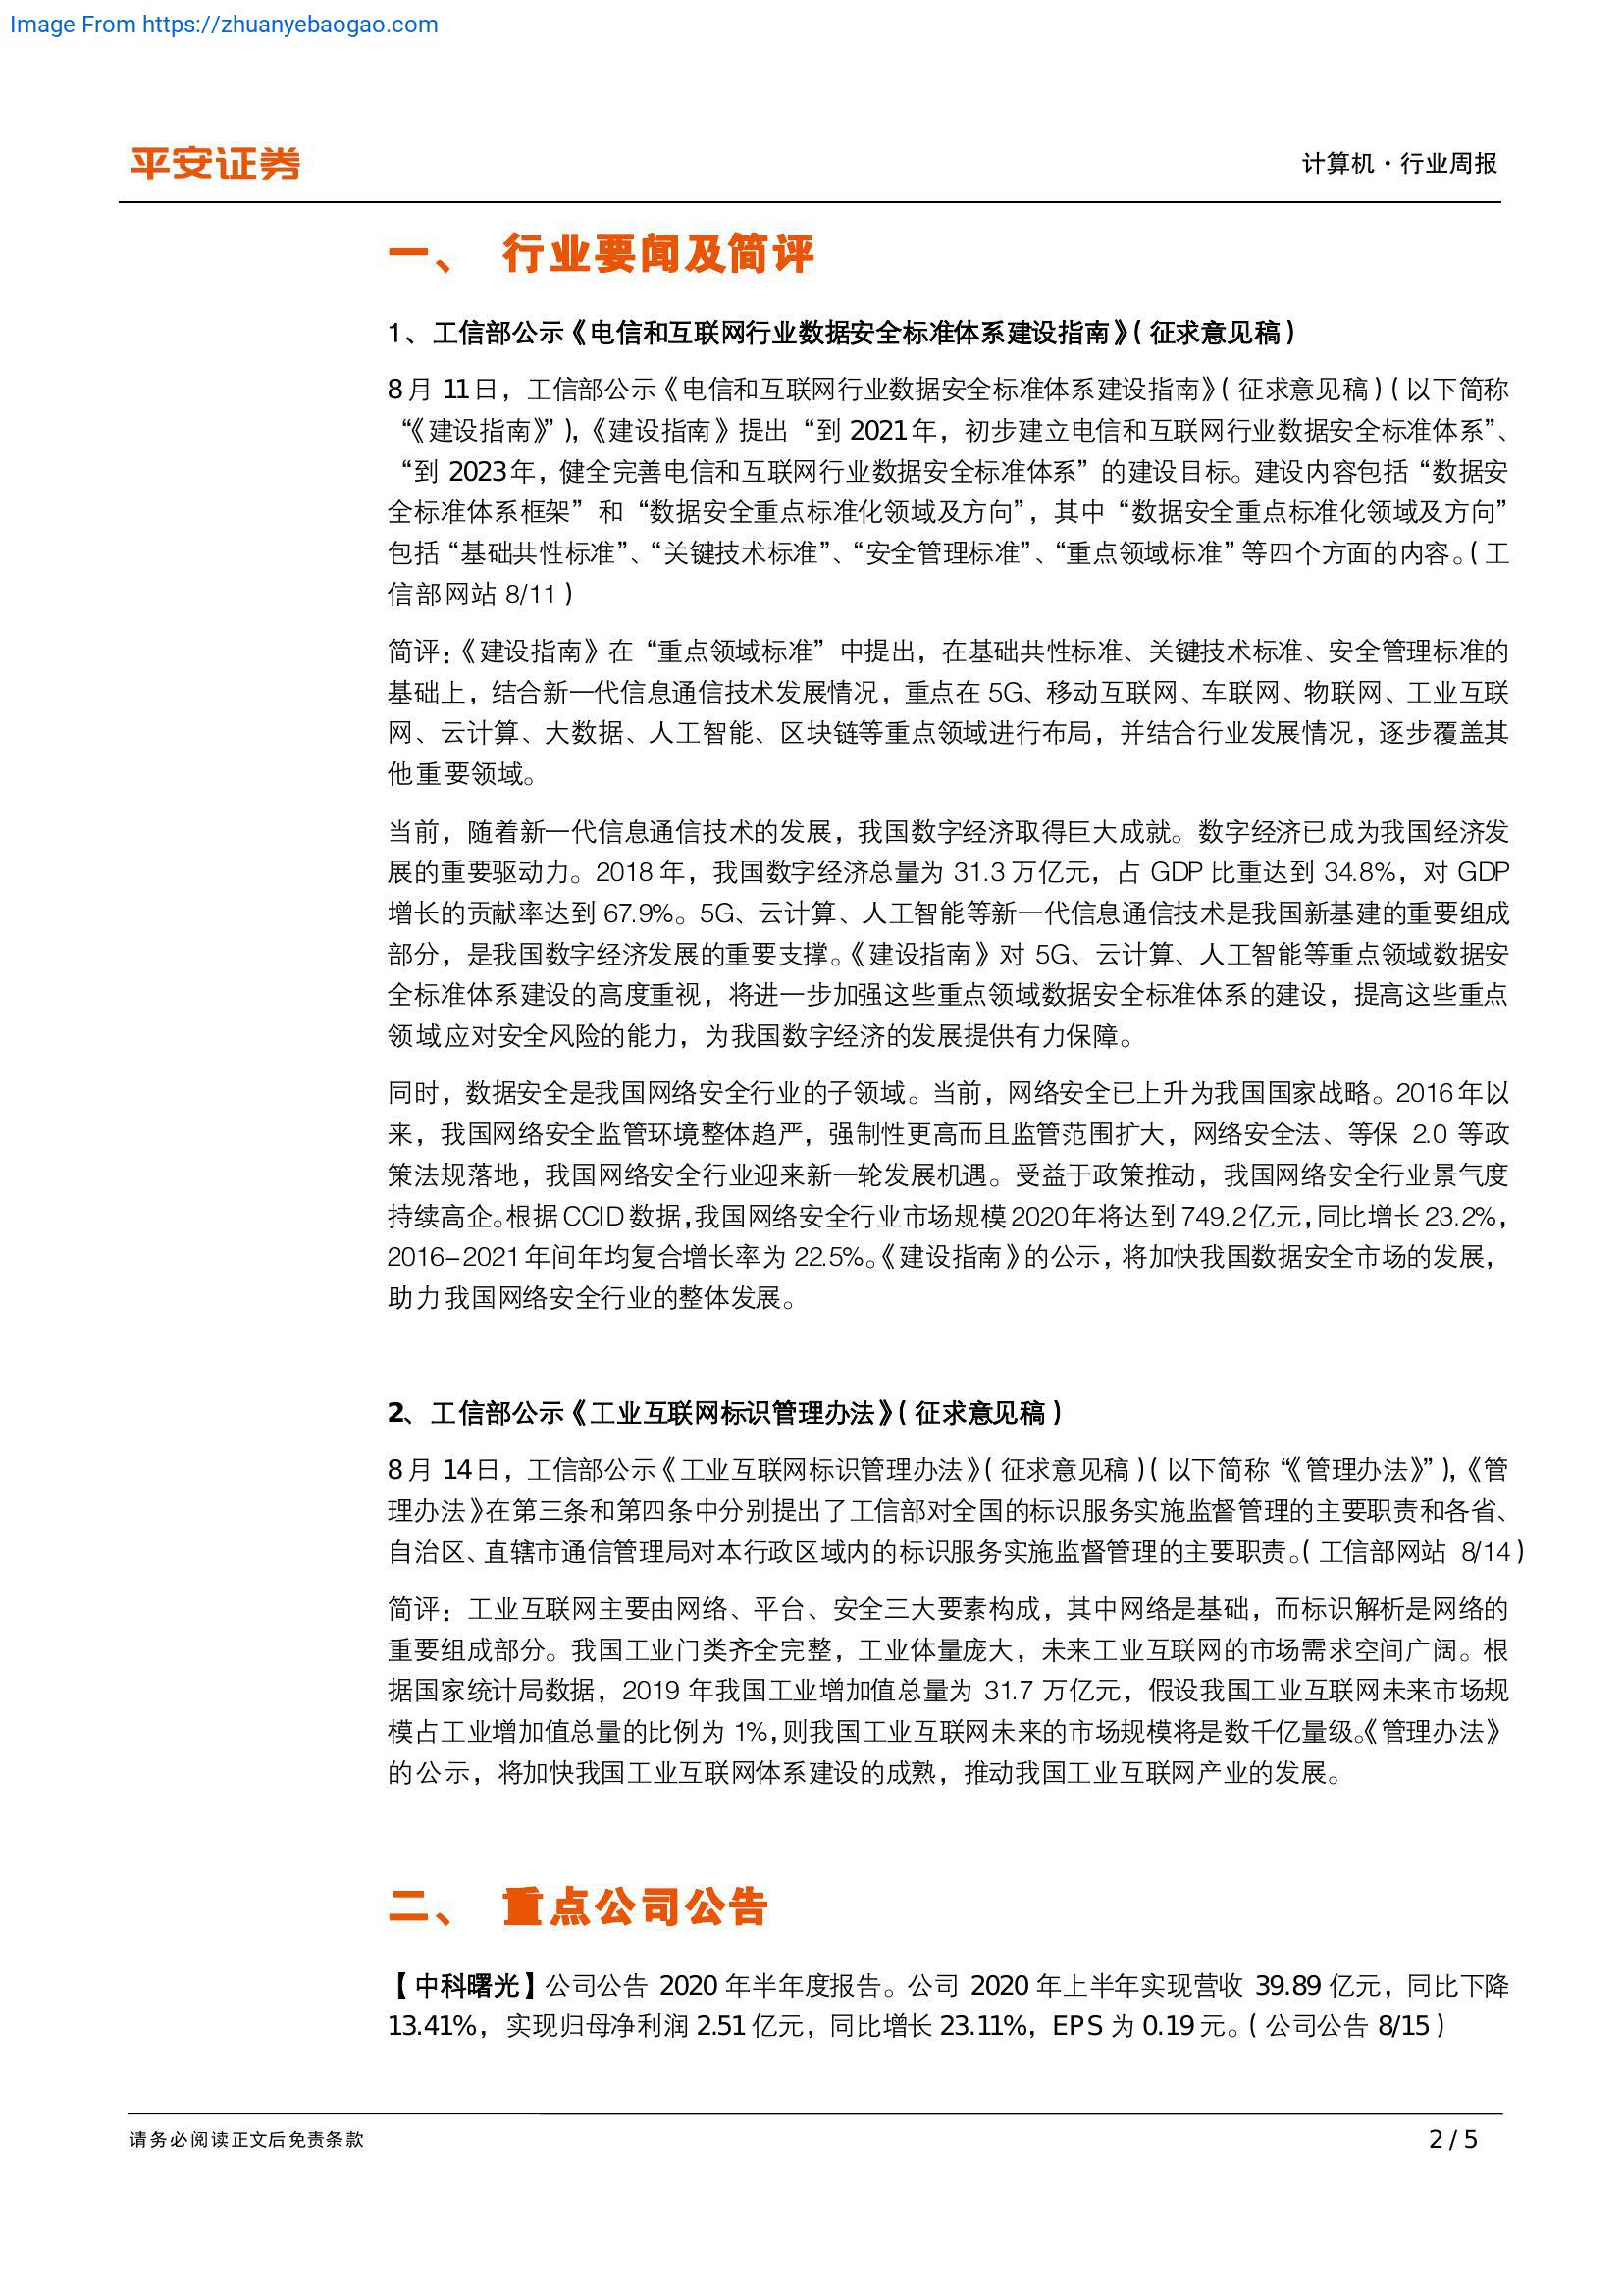 Image From https://zhuanyebaogao.com
平安证券
计算机·行业周报
一、 行业要闻及简评
1、工信部公示《电信和互联网行业数据安全标准体系建设指南》(征求意见稿)
8月 11日，工信部公示《电信和互联网行业数据安全标准体系建设指南》(征求意见稿)(以下简称
“《建设指南》”),《建设指南》提出“到 2021年，初步建立电信和互联网行业数据安全标准体系”、
“到 2023年，健全完善电信和互联网行业数据安全标准体系”的建设目标。建设内容包括“数据安
全标准体系框架”和“数据安全重点标准化领域及方向”，其中“数据安全重点标准化领域及方向”
包括“基础共性标准”、“关键技术标准”、“安全管理标准”、“重点领域标准”等四个方面的内容。(工
信部网站 8/11)
简评：《建设指南》在“重点领域标准”中提出，在基础共性标准、关键技术标准、安全管理标准的
基础上，结合新一代信息通信技术发展情况，重点在 5G、移动互联网、车联网、物联网、工业互联
网、云计算、大数据、人工智能、区块链等重点领域进行布局，并结合行业发展情况，逐步覆盖其
他重要领域。
当前，随着新一代信息通信技术的发展，我国数字经济取得巨大成就。数字经济已成为我国经济发
展的重要驱动力。2018 年，我国数字经济总量为 31.3 万亿元，占 GDP 比重达到 34.8%，对 GDP
增长的贡献率达到 67.9%。5G、云计算、人工智能等新一代信息通信技术是我国新基建的重要组成
部分，是我国数字经济发展的重要支撑。《建设指南》对 5G、云计算、人工智能等重点领域数据安
全标准体系建设的高度重视，将进一步加强这些重点领域数据安全标准体系的建设，提高这些重点
领域应对安全风险的能力，为我国数字经济的发展提供有力保障。
同时，数据安全是我国网络安全行业的子领域。当前，网络安全已上升为我国国家战略。2016年以
来，我国网络安全监管环境整体趋严，强制性更高而且监管范围扩大，网络安全法、等保 2.0 等政
策法规落地，我国网络安全行业迎来新一轮发展机遇。受益于政策推动，我国网络安全行业景气度
持续高企。根据 CCID 数据，我国网络安全行业市场规模 2020年将达到 749.2亿元，同比增长 23.2%，
2016-2021 年间年均复合增长率为 22.5%。《建设指南》的公示，将加快我国数据安全市场的发展，
助力我国网络安全行业的整体发展。
2、工信部公示《工业互联网标识管理办法》(征求意见稿)
8月 14日，工信部公示《工业互联网标识管理办法》(征求意见稿)(以下简称“《管理办法》”),《管
理办法》在第三条和第四条中分别提出了工信部对全国的标识服务实施监督管理的主要职责和各省、
自治区、直辖市通信管理局对本行政区域内的标识服务实施监督管理的主要职责。(工信部网站 8/14)
简评：工业互联网主要由网络、平台、安全三大要素构成，其中网络是基础，而标识解析是网络的
重要组成部分。我国工业门类齐全完整，工业体量庞大，未来工业互联网的市场需求空间广阔。根
据国家统计局数据，2019 年我国工业增加值总量为 31.7 万亿元，假设我国工业互联网未来市场规
模占工业增加值总量的比例为 1%，则我国工业互联网未来的市场规模将是数千亿量级。《管理办法》
的公示，将加快我国工业互联网体系建设的成熟，推动我国工业互联网产业的发展。
二、 重点公司公告
【中科曙光】公司公告 2020 年半年度报告。公司 2020 年上半年实现营收 39.89 亿元，同比下降
13.41%，实现归母净利润 2.51 亿元，同比增长 23.11%，EPS 为 0.19 元。(公司公告 8/15)
请务必阅读正文后免责条款
2 / 5